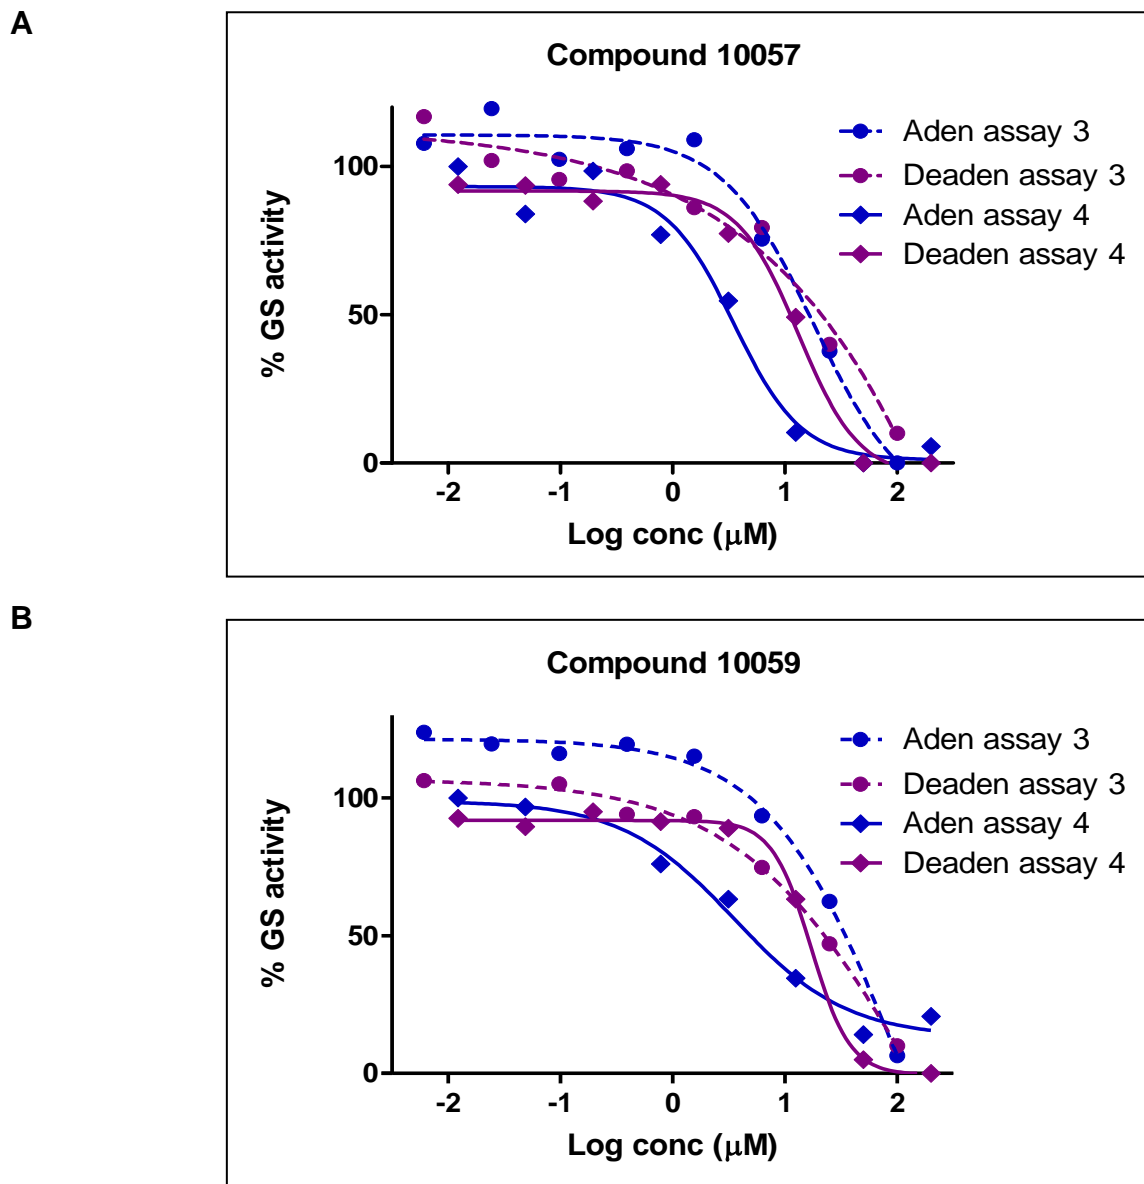 A
Compound 10057
Aden assay 3
Deaden assay 3
Aden assay 4
Deaden assay 4
100
50
0
% GS activity
-2 -1 0 1 2
Log conc (μM)
B
Compound 10059
Aden assay 3
Deaden assay 3
Aden assay 4
Deaden assay 4
100
50
0
% GS activity
-2 -1 0 1 2
Log conc (μM)